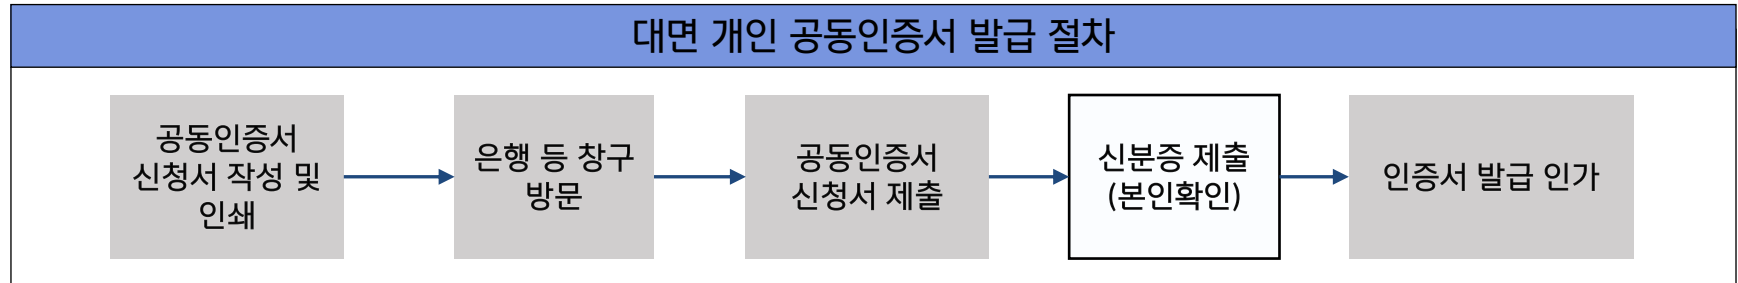 대면 개인 공동인증서 발급 절차
공동인증서
신청서 작성 및
인쇄
은행 등 창구
방문
공동인증서
신청서 제출
신분증 제출
(본인확인)
인증서 발급 인가